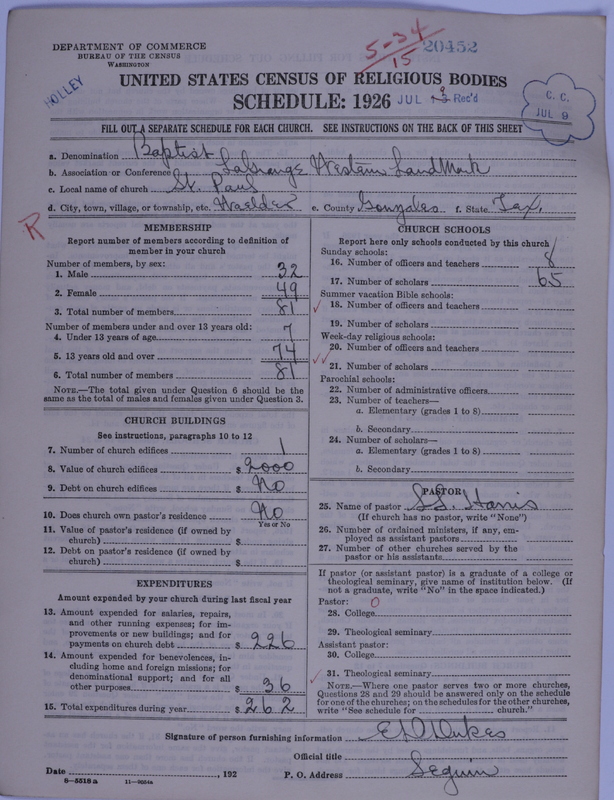 DEPARTMENT OF COMMERCE
BUREAU OF THE CENSUS
WASHINGTON
5-34
15
20452
HOLLEY
UNITED STATES CENSUS OF RELIGIOUS BODIES
SCHEDULE: 1926 JUL 9 Rec'd
C. C.
JUL 9
FILL OUT A SEPARATE SCHEDULE FOR EACH CHURCH. SEE INSTRUCTIONS ON THE BACK OF THIS SHEET
a. Denomination Baptist
b. Association or Conference LaGrange Western LandMark
c. Local name of church St. Paul
d. City, town, village, or township, etc. Waelder e. County Gonzales f. State Tex.
R
MEMBERSHIP
Report number of members according to definition of
member in your church
Number of members, by sex:
1. Male 32
2. Female 49
3. Total number of members 81
Number of members under and over 13 years old:
4. Under 13 years of age 7
5. 13 years old and over 74
6. Total number of members 81
NOTE.—The total given under Question 6 should be
same as the total of males and females given under Question 3.
CHURCH BUILDINGS
See instructions, paragraphs 10 to 12
7. Number of church edifices 1
8. Value of church edifices $ 2000
9. Debt on church edifices $ No
10. Does church own pastor's residence No
Yes or No
11. Value of pastor's residence (if owned by
church) $
12. Debt on pastor's residence (if owned by
church) $
EXPENDITURES
Amount expended by your church during last fiscal year
13. Amount expended for salaries, repairs,
and other running expenses; for im-
provements or new buildings; and for
payments on church debt $ 226
14. Amount expended for benevolences, in-
cluding home and foreign missions; for
denominational support; and for all
other purposes $ 36
15. Total expenditures during year $ 262
CHURCH SCHOOLS
Report here only schools conducted by this church
Sunday schools:
16. Number of officers and teachers 8
17. Number of scholars 65
Summer vacation Bible schools:
18. Number of officers and teachers
19. Number of scholars
Week-day religious schools:
20. Number of officers and teachers
21. Number of scholars
Parochial schools:
22. Number of administrative officers
23. Number of teachers—
a. Elementary (grades 1 to 8)
b. Secondary
24. Number of scholars—
a. Elementary (grades 1 to 8)
b. Secondary
PASTOR
25. Name of pastor Harris
(If church has no pastor, write "None")
26. Number of ordained ministers, if any, em-
ployed as assistant pastors
27. Number of other churches served by the
pastor or his assistants
If pastor (or assistant pastor) is a graduate of a college or
theological seminary, give name of institution below. (If
not a graduate, write "No" in the space indicated.)
Pastor: 0
28. College
29. Theological seminary
Assistant pastor:
30. College
31. Theological seminary
NOTE.—Where one pastor serves two or more churches,
Questions 28 and 29 should be answered only on the schedule
for one of the churches; on the schedules for the other churches,
write "See schedule for church."
Signature of person furnishing information Dukes
Official title
Date , 192 P. O. Address Seguin
8—5518a 11—9054a